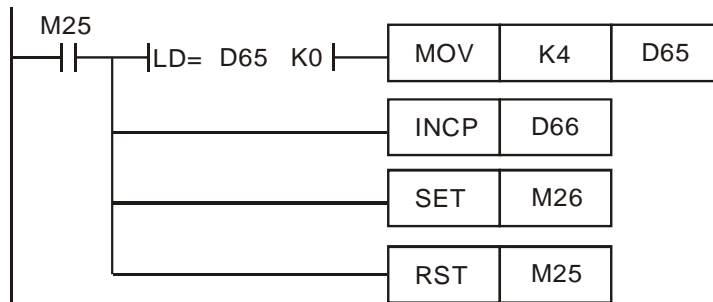 M25
LD= D65 K0 MOV K4 D65
INCP D66
SET M26
RST M25